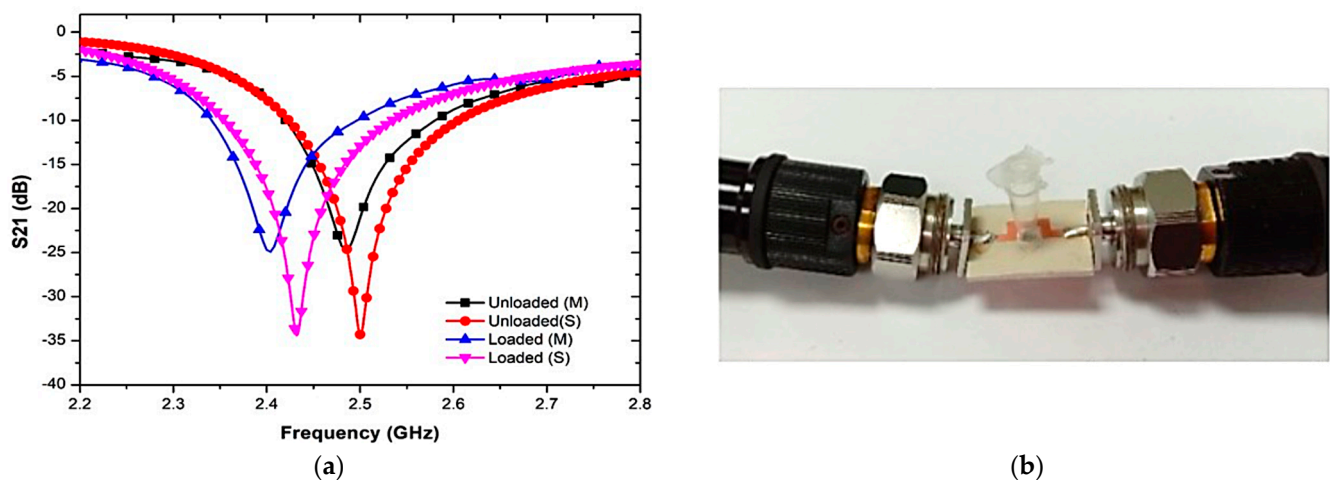 0
-5
-10
-15
-20
-25
-30
-35
-40
S21 (dB)
Unloaded (M)
Unloaded(S)
Loaded (M)
Loaded (S)
2.2 2.3 2.4 2.5 2.6 2.7 2.8
Frequency (GHz)
(a) (b)